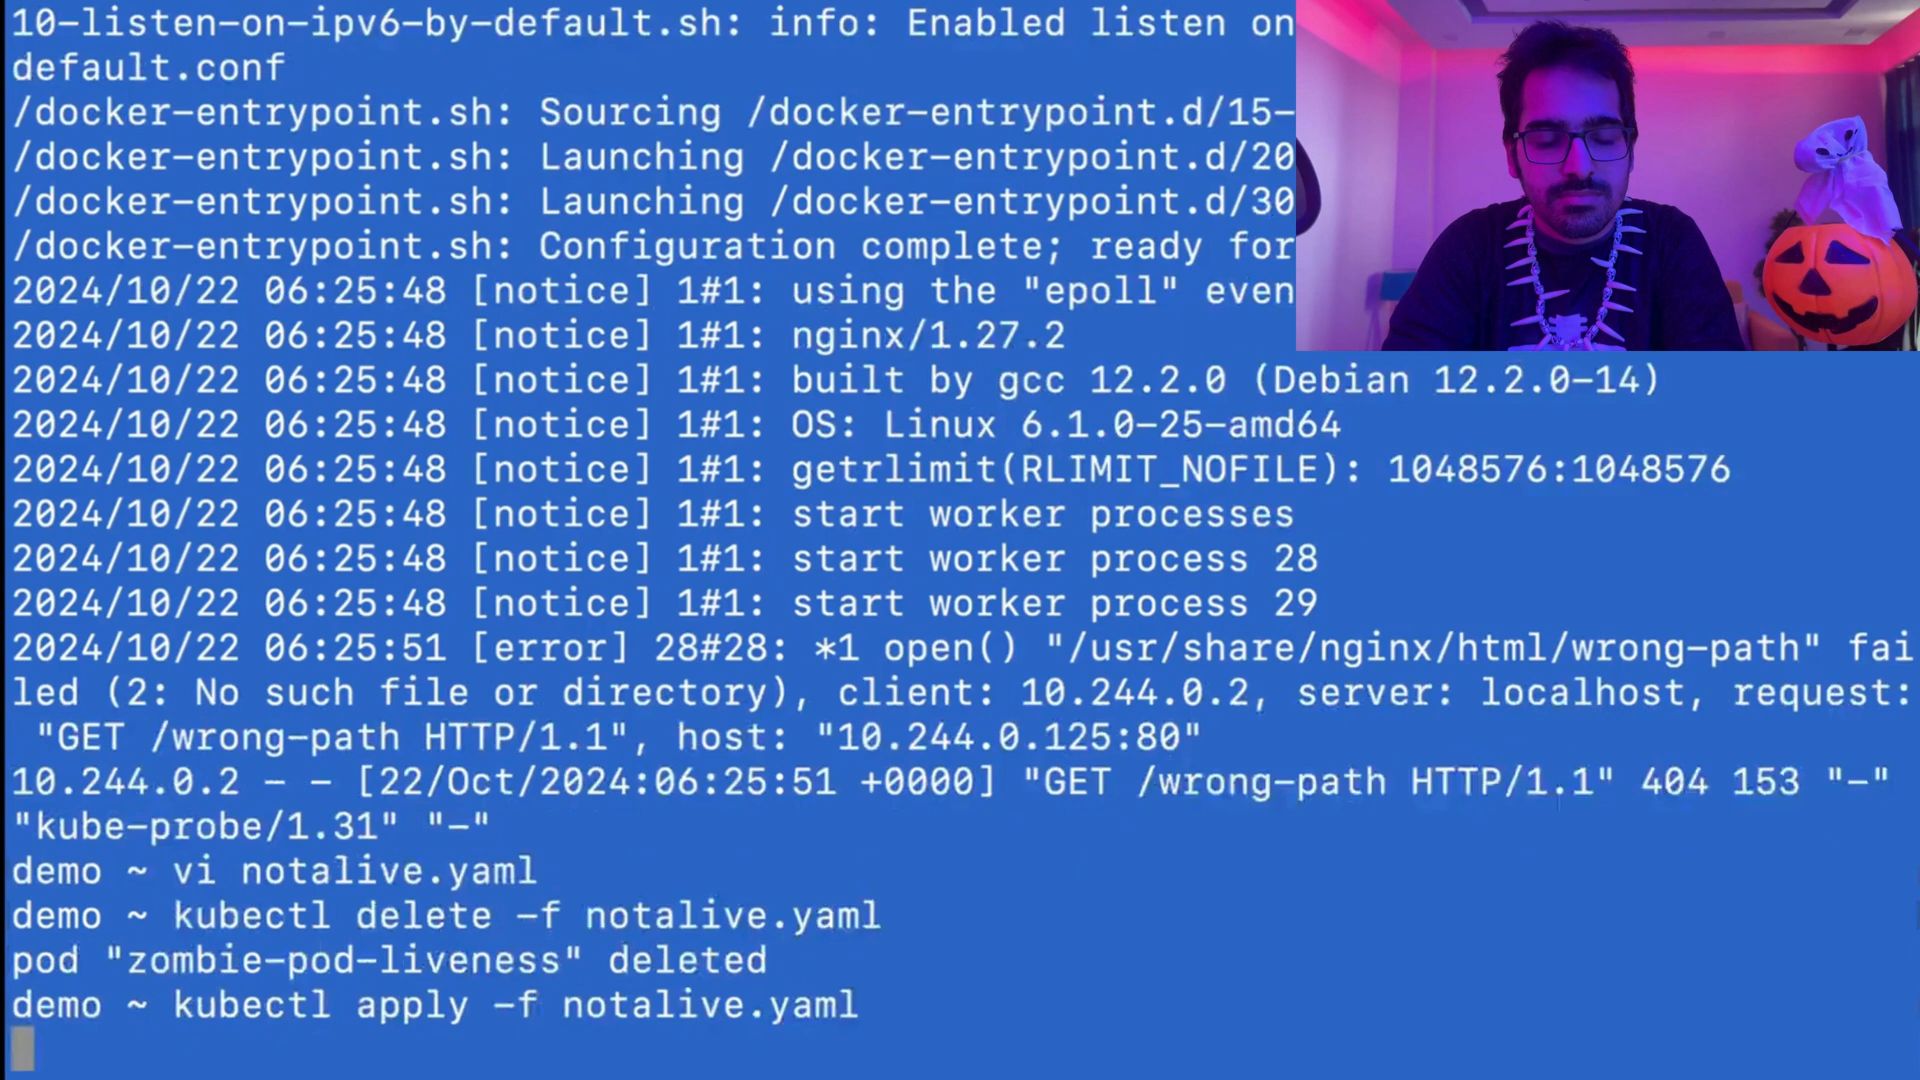 10-listen-on-ipv6-by-default.sh: info: Enabled listen on
default.conf
/docker-entrypoint.sh: Sourcing /docker-entrypoint.d/15-
/docker-entrypoint.sh: Launching /docker-entrypoint.d/20
/docker-entrypoint.sh: Launching /docker-entrypoint.d/30
/docker-entrypoint.sh: Configuration complete; ready for
2024/10/22 06:25:48 [notice] 1#1: using the "epoll" even
2024/10/22 06:25:48 [notice] 1#1: nginx/1.27.2
2024/10/22 06:25:48 [notice] 1#1: built by gcc 12.2.0 (Debian 12.2.0-14)
2024/10/22 06:25:48 [notice] 1#1: OS: Linux 6.1.0-25-amd64
2024/10/22 06:25:48 [notice] 1#1: getrlimit(RLIMIT_NOFILE): 1048576:1048576
2024/10/22 06:25:48 [notice] 1#1: start worker processes
2024/10/22 06:25:48 [notice] 1#1: start worker process 28
2024/10/22 06:25:48 [notice] 1#1: start worker process 29
2024/10/22 06:25:51 [error] 28#28: *1 open() "/usr/share/nginx/html/wrong-path" fai
led (2: No such file or directory), client: 10.244.0.2, server: localhost, request:
"GET /wrong-path HTTP/1.1", host: "10.244.0.125:80"
10.244.0.2 - - [22/Oct/2024:06:25:51 +0000] "GET /wrong-path HTTP/1.1" 404 153 "-"
"kube-probe/1.31" "-"
demo ~ vi notalive.yaml
demo ~ kubectl delete -f notalive.yaml
pod "zombie-pod-liveness" deleted
demo ~ kubectl apply -f notalive.yaml